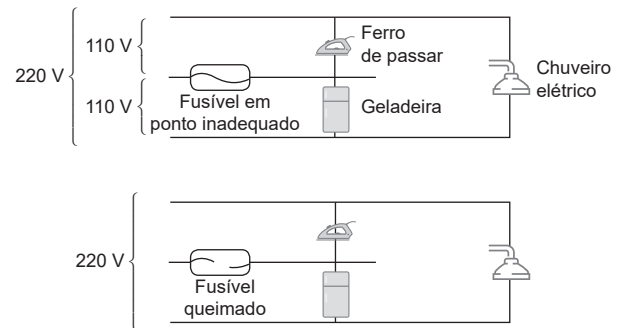 110 V
220 V
110 V
Fusível em
ponto inadequado
Ferro
de passar
Geladeira
Chuveiro
elétrico
220 V
Fusível
queimado